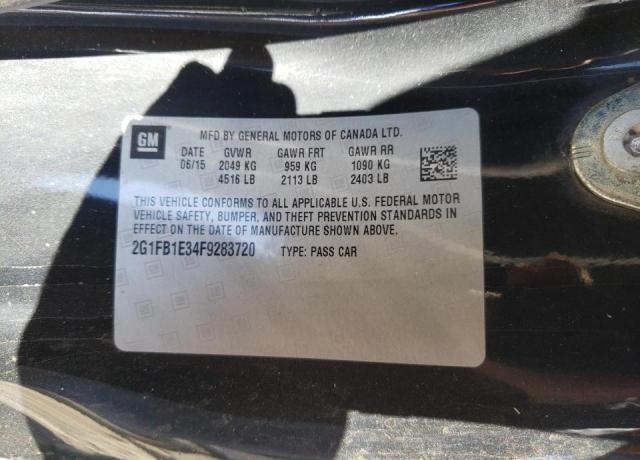 GM
MFD BY GENERAL MOTORS OF CANADA LTD.
DATE GVWR GAWR FRT GAWR RR
06/15 2049 KG 959 KG 1090 KG
4516 LB 2113 LB 2403 LB
THIS VEHICLE CONFORMS TO ALL APPLICABLE U.S. FEDERAL MOTOR
VEHICLE SAFETY, BUMPER, AND THEFT PREVENTION STANDARDS IN
EFFECT ON THE DATE OF MANUFACTURE SHOWN ABOVE.
2G1FB1E34F9283720 TYPE: PASS CAR